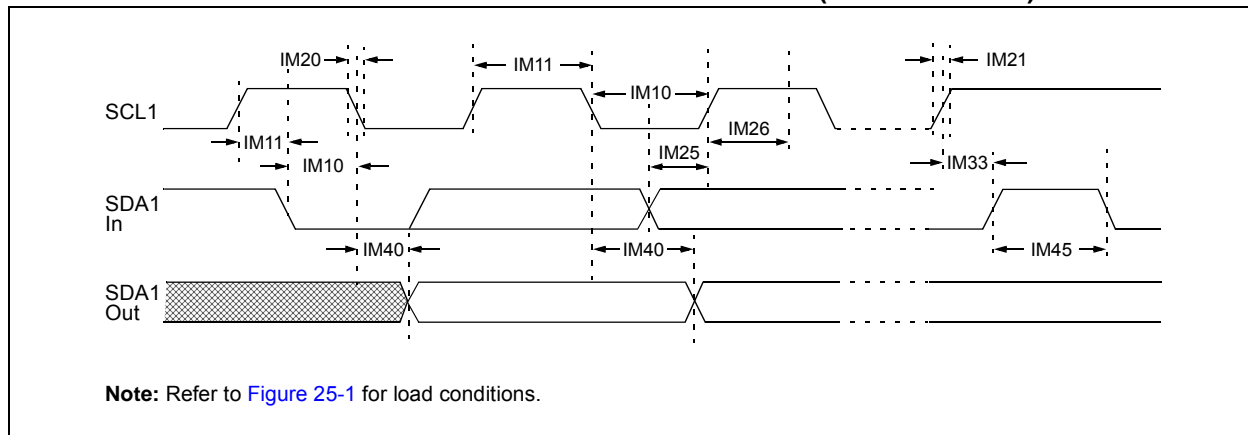 IM20
IM11
IM21
IM10
SCL1
IM26
IM11
IM25
IM10
IM33
SDA1
In
IM40
IM40
IM45
SDA1
Out
Note: Refer to Figure 25-1 for load conditions.